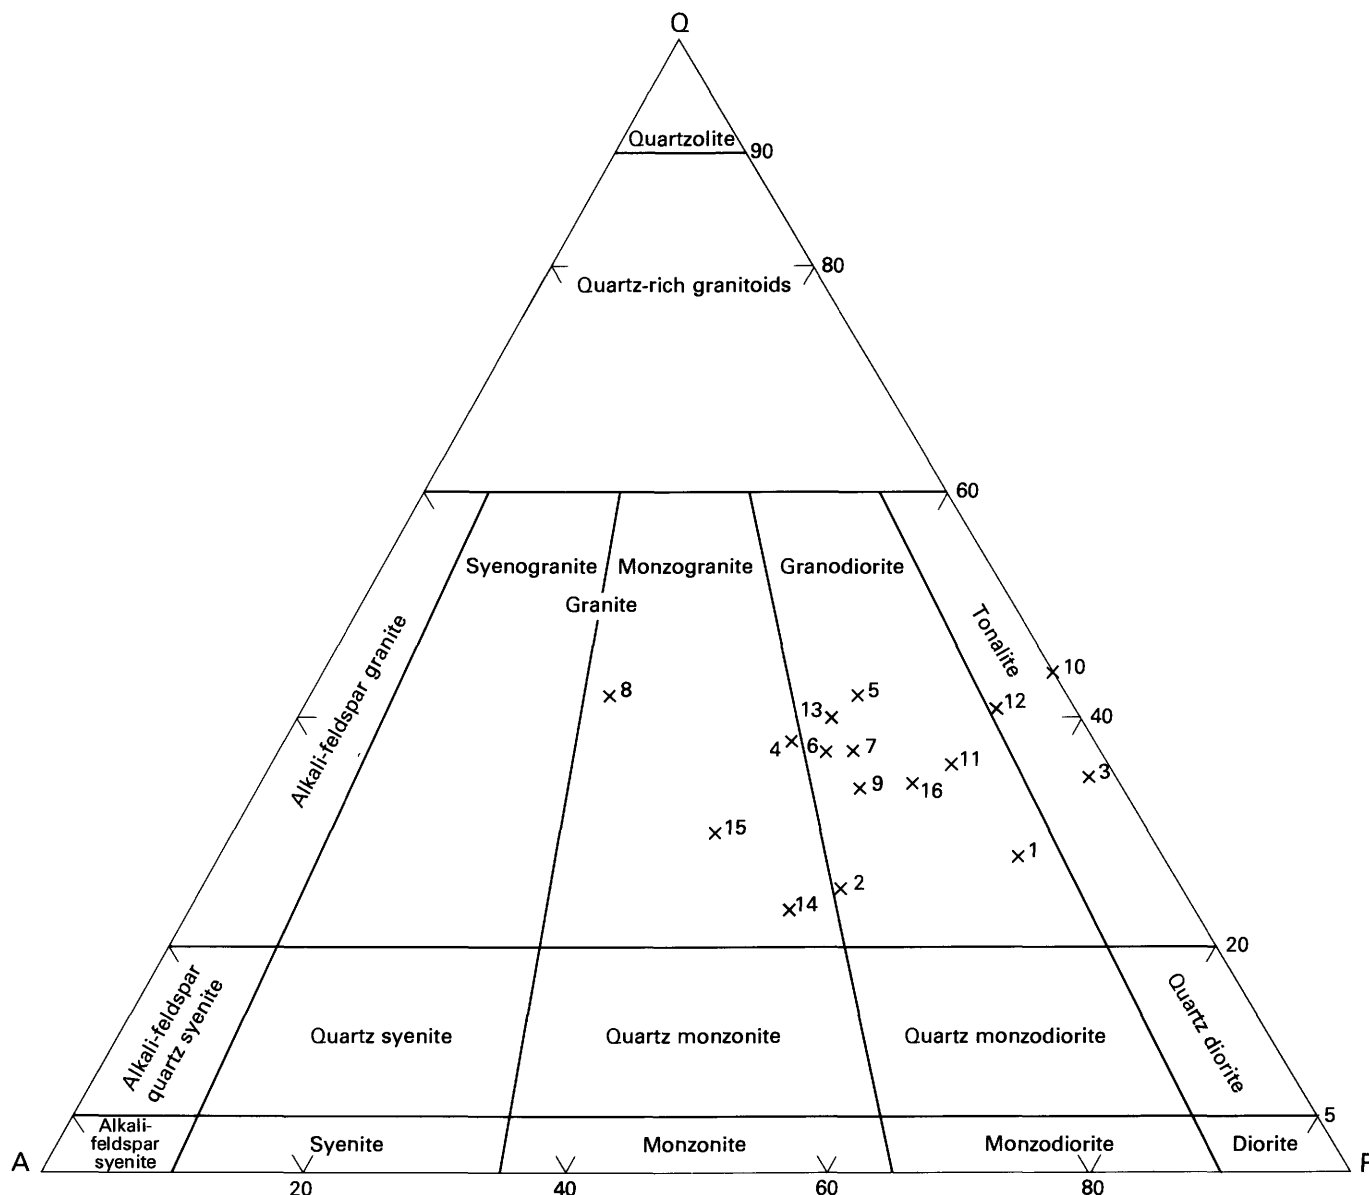 Q
Quartzolite
90
80
Quartz-rich granitoids
60
Syenogranite
Monzogranite
Granodiorite
Granite
Alkali-feldspar granite
Tonalite
10
8
5
12
13
40
4
6
7
11
3
9
16
15
1
2
14
20
Alkali-feldspar
quartz syenite
Quartz syenite
Quartz monzonite
Quartz monzodiorite
Quartz diorite
5
Alkali-
feldspar
syenite
Syenite
Monzonite
Monzodiorite
Diorite
A
P
20
40
60
80